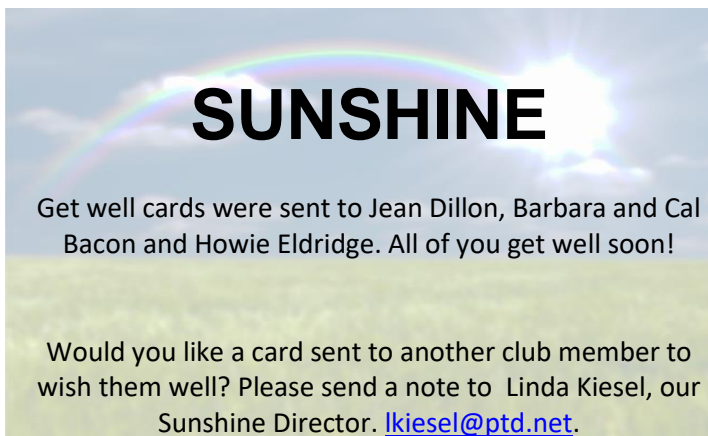 SUNSHINE
Get well cards were sent to Jean Dillon, Barbara and Cal
Bacon and Howie Eldridge. All of you get well soon!
Would you like a card sent to another club member to
wish them well? Please send a note to  Linda Kiesel, our
Sunshine Director. lkiesel@ptd.net.